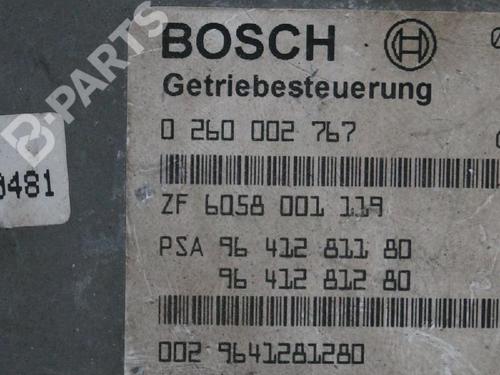 BOSCH
Getriebesteuerung
0 260 002 767
ZF 6058 001 119
PSA 96 412 811 80
96 412 812 80
002 9641281280
0481
B-PARTS